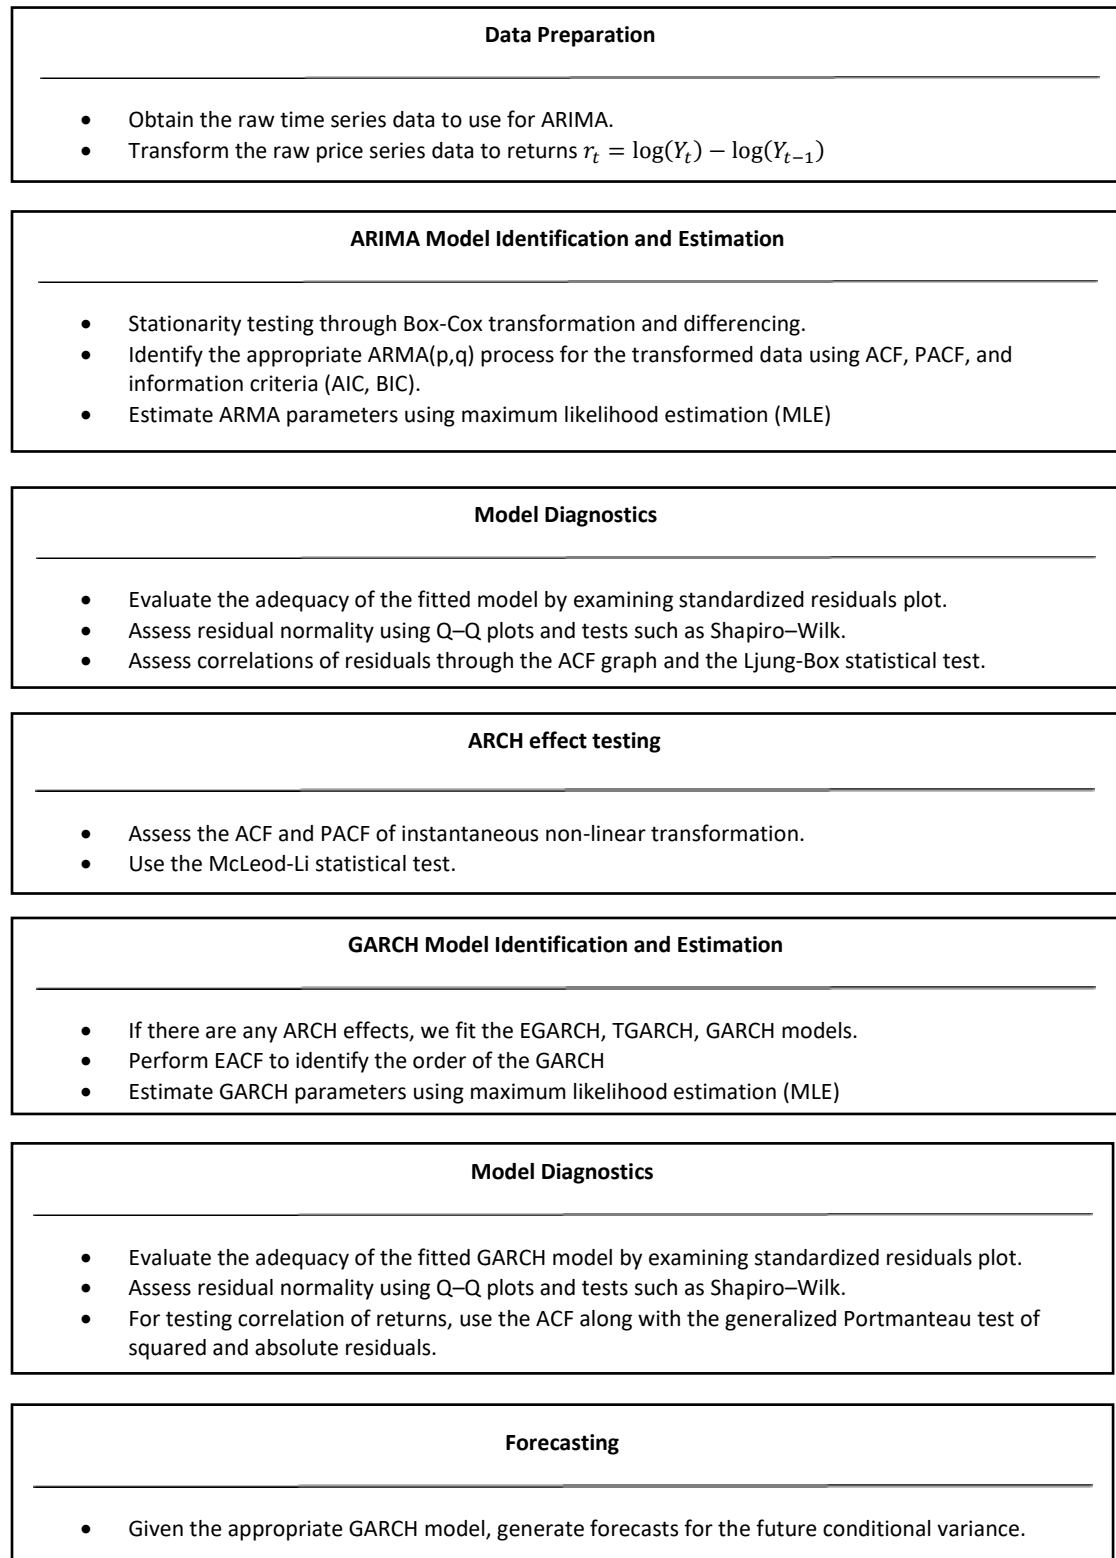 Data Preparation
• Obtain the raw time series data to use for ARIMA.
• Transform the raw price series data to returns r_t = log(Y_t) − log(Y_{t−1})
ARIMA Model Identification and Estimation
• Stationarity testing through Box-Cox transformation and differencing.
• Identify the appropriate ARMA(p,q) process for the transformed data using ACF, PACF, and
information criteria (AIC, BIC).
• Estimate ARMA parameters using maximum likelihood estimation (MLE)
Model Diagnostics
• Evaluate the adequacy of the fitted model by examining standardized residuals plot.
• Assess residual normality using Q–Q plots and tests such as Shapiro–Wilk.
• Assess correlations of residuals through the ACF graph and the Ljung-Box statistical test.
ARCH effect testing
• Assess the ACF and PACF of instantaneous non-linear transformation.
• Use the McLeod-Li statistical test.
GARCH Model Identification and Estimation
• If there are any ARCH effects, we fit the EGARCH, TGARCH, GARCH models.
• Perform EACF to identify the order of the GARCH
• Estimate GARCH parameters using maximum likelihood estimation (MLE)
Model Diagnostics
• Evaluate the adequacy of the fitted GARCH model by examining standardized residuals plot.
• Assess residual normality using Q–Q plots and tests such as Shapiro–Wilk.
• For testing correlation of returns, use the ACF along with the generalized Portmanteau test of
squared and absolute residuals.
Forecasting
• Given the appropriate GARCH model, generate forecasts for the future conditional variance.